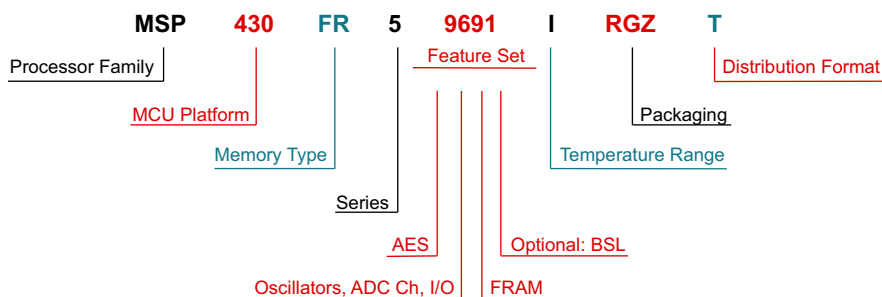 MSP 430 FR 5 9691 I RGZ T
Feature Set
Processor Family
Distribution Format
MCU Platform
Packaging
Memory Type
Temperature Range
Series
AES
Optional: BSL
Oscillators, ADC Ch, I/O
FRAM